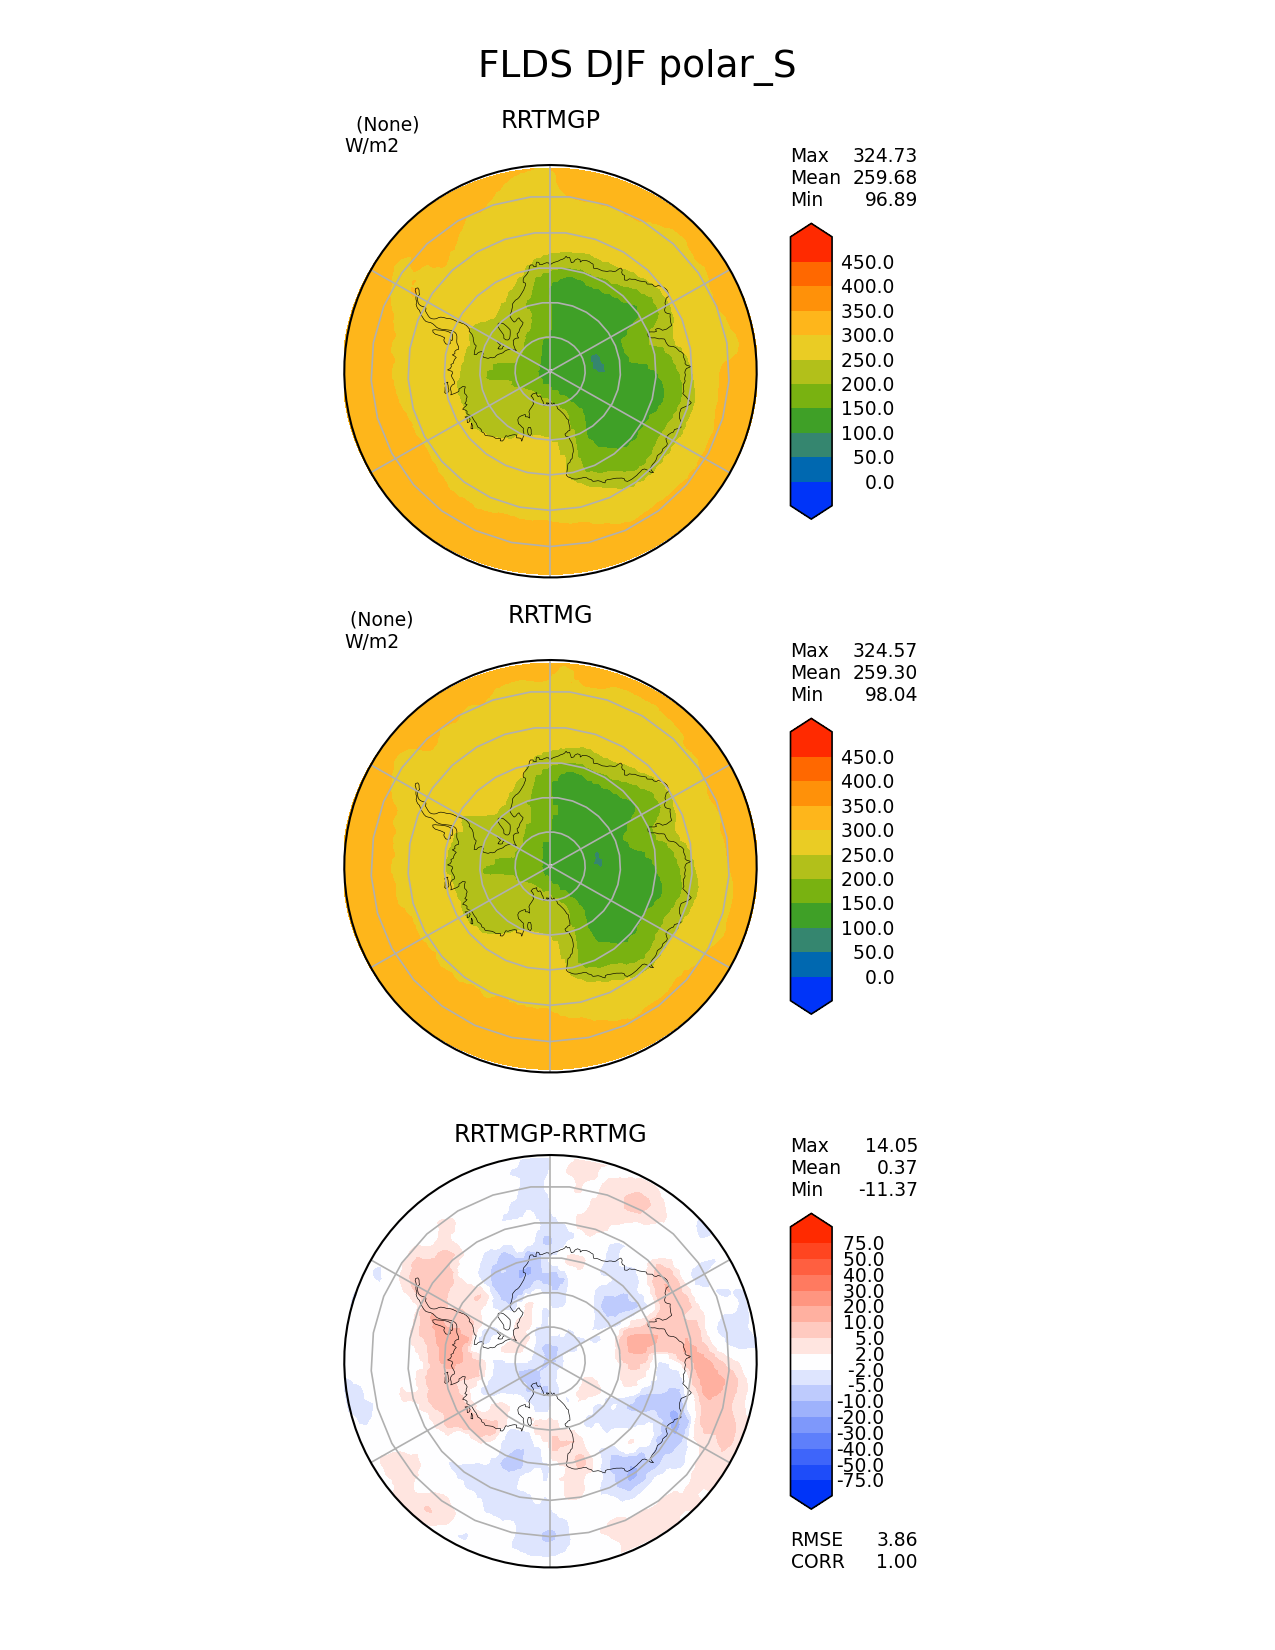 FLDS DJF polar_S
(None)
RRTMGP
W/m2
Max 324.73
Mean 259.68
Min 96.89
450.0
400.0
350.0
300.0
250.0
200.0
150.0
100.0
50.0
0.0
(None)
RRTMG
W/m2
Max 324.57
Mean 259.30
Min 98.04
450.0
400.0
350.0
300.0
250.0
200.0
150.0
100.0
50.0
0.0
RRTMGP-RRTMG
Max 14.05
Mean 0.37
Min -11.37
75.0
50.0
40.0
30.0
20.0
10.0
5.0
2.0
-2.0
-5.0
-10.0
-20.0
-30.0
-40.0
-50.0
-75.0
RMSE 3.86
CORR 1.00